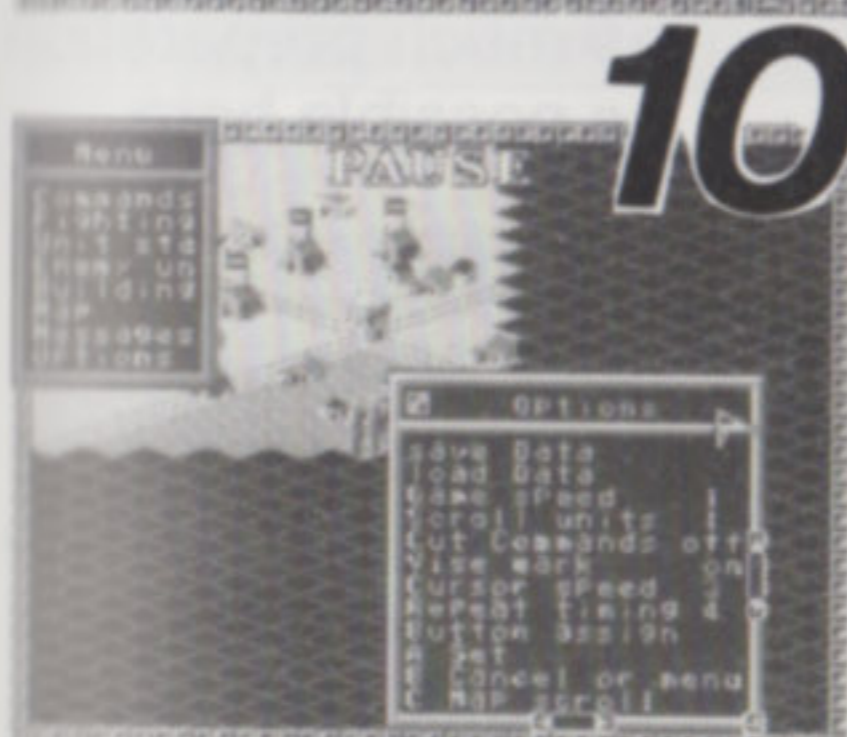 10
Menu
PAUSE
Commands
Fighting
Unit sta
Enemy un
Building
Map
Messages
Options
Options
Save Data
Load Data
Game speed 1
Scroll units
Cut Commands off
on
Cursor speed
Repeat timing 4
Button assign
A Set
B Cancel or menu
C Map scroll